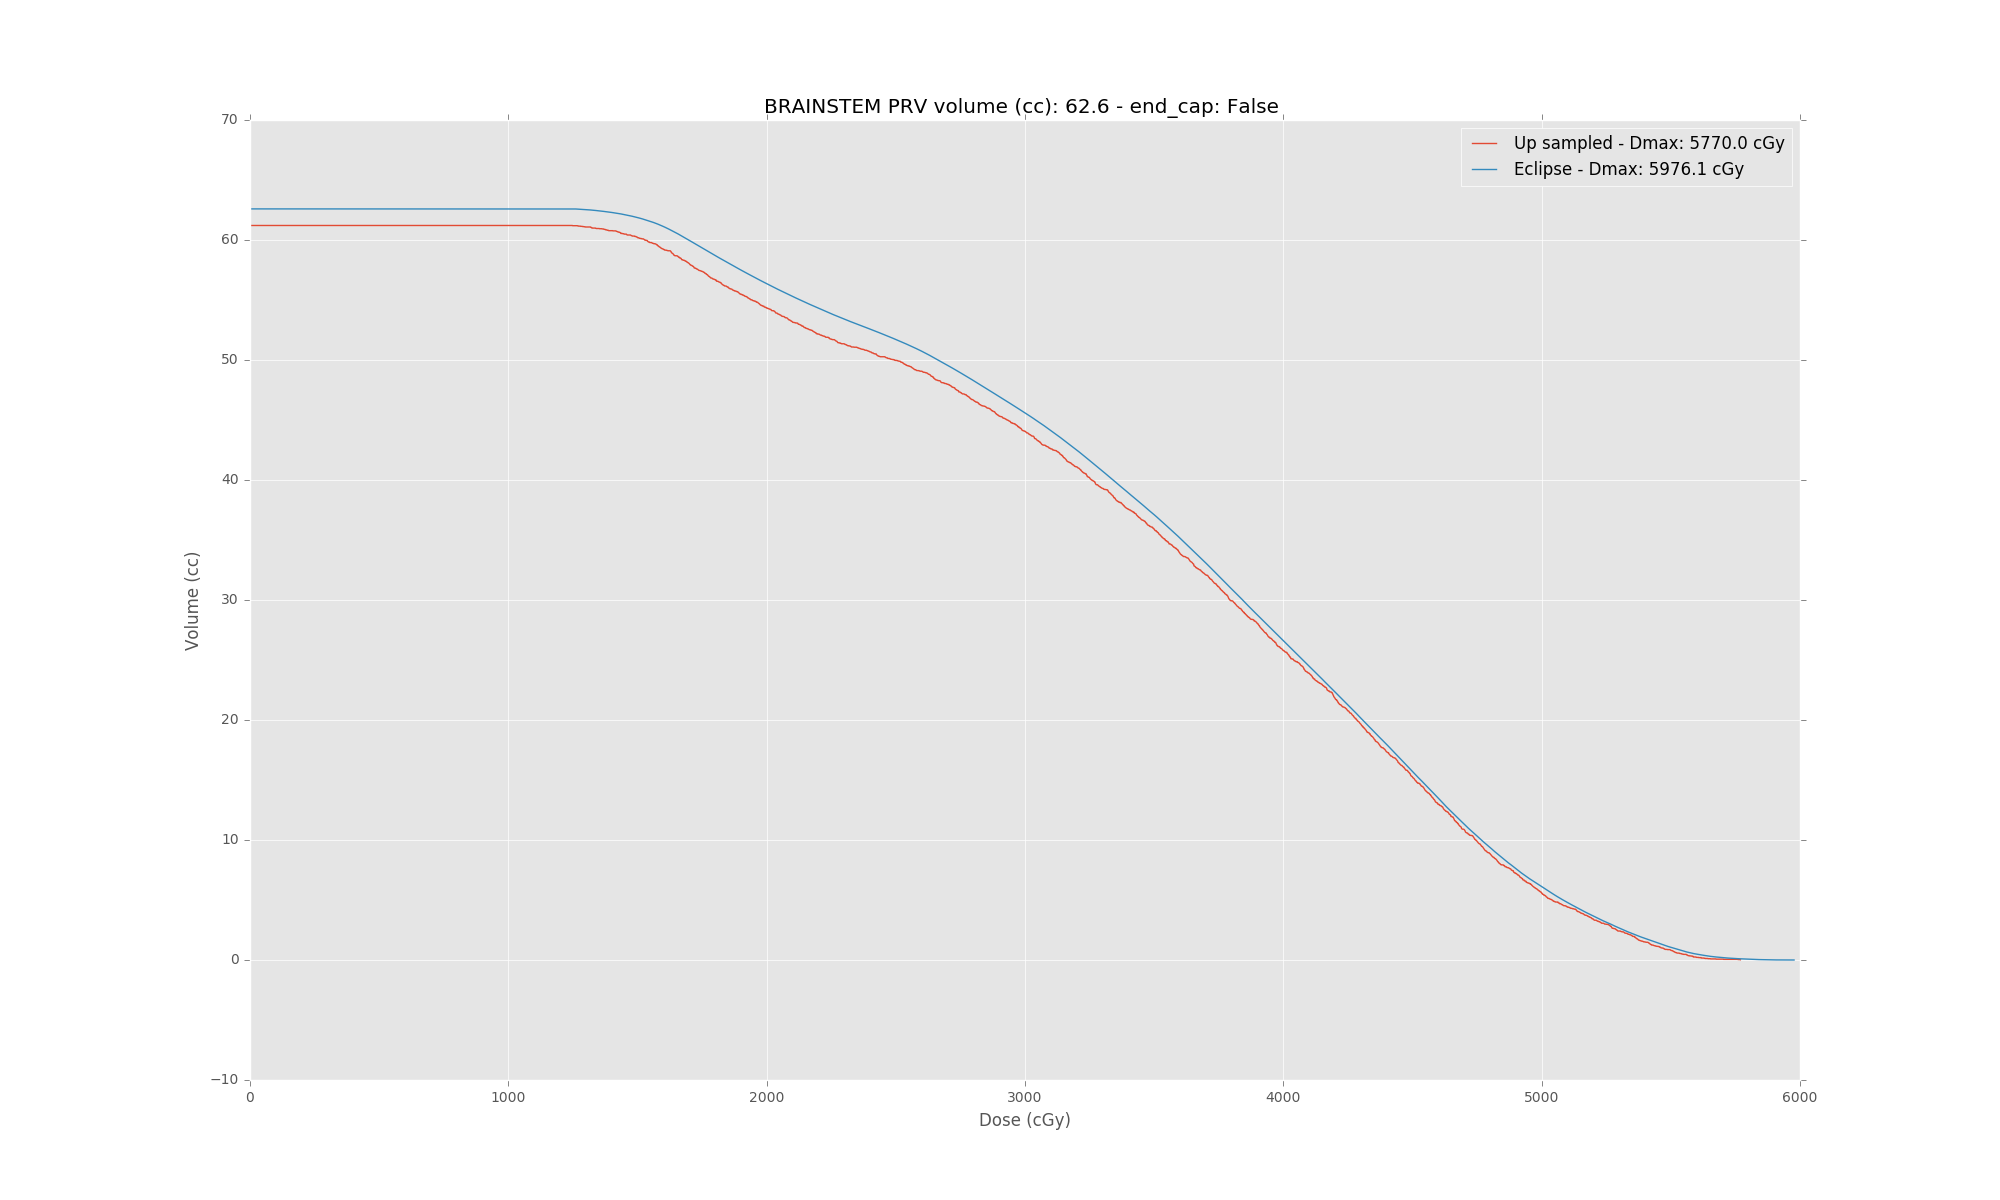 BRAINSTEM PRV volume (cc): 62.6 - end_cap: False
Up sampled - Dmax: 5770.0 cGy
Eclipse - Dmax: 5976.1 cGy
70
60
50
40
30
20
10
0
−10
Volume (cc)
0 1000 2000 3000 4000 5000 6000
Dose (cGy)